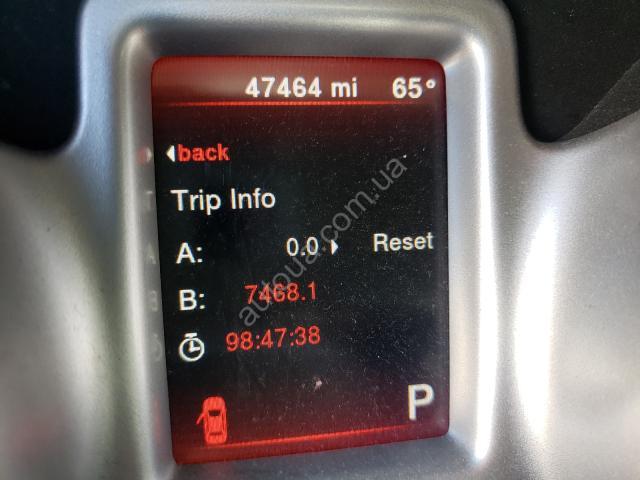 47464 mi 65°
back
Trip Info
A: 0.0 Reset
B: 7468.1
98:47:38
P
autoua.com.ua